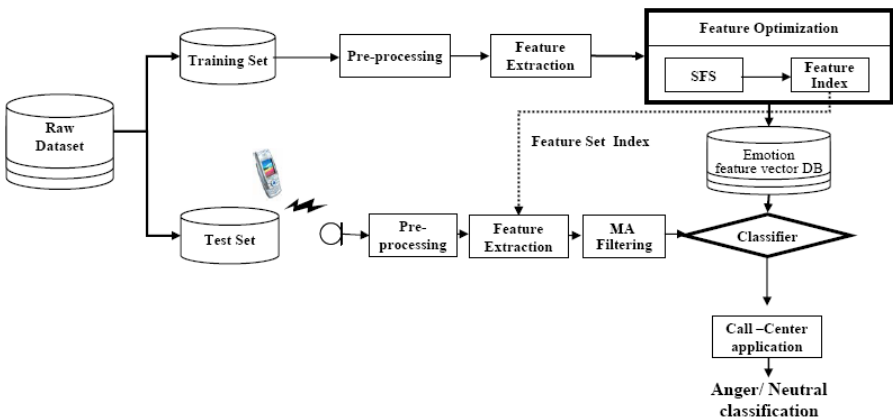 Feature Optimization
Training Set
Pre-processing
Feature
Extraction
SFS
Feature
Index
Raw
Dataset
Feature Set Index
Emotion
feature vector DB
Test Set
Pre-
processing
Feature
Extraction
MA
Filtering
Classifier
Call –Center
application
Anger/ Neutral
classification